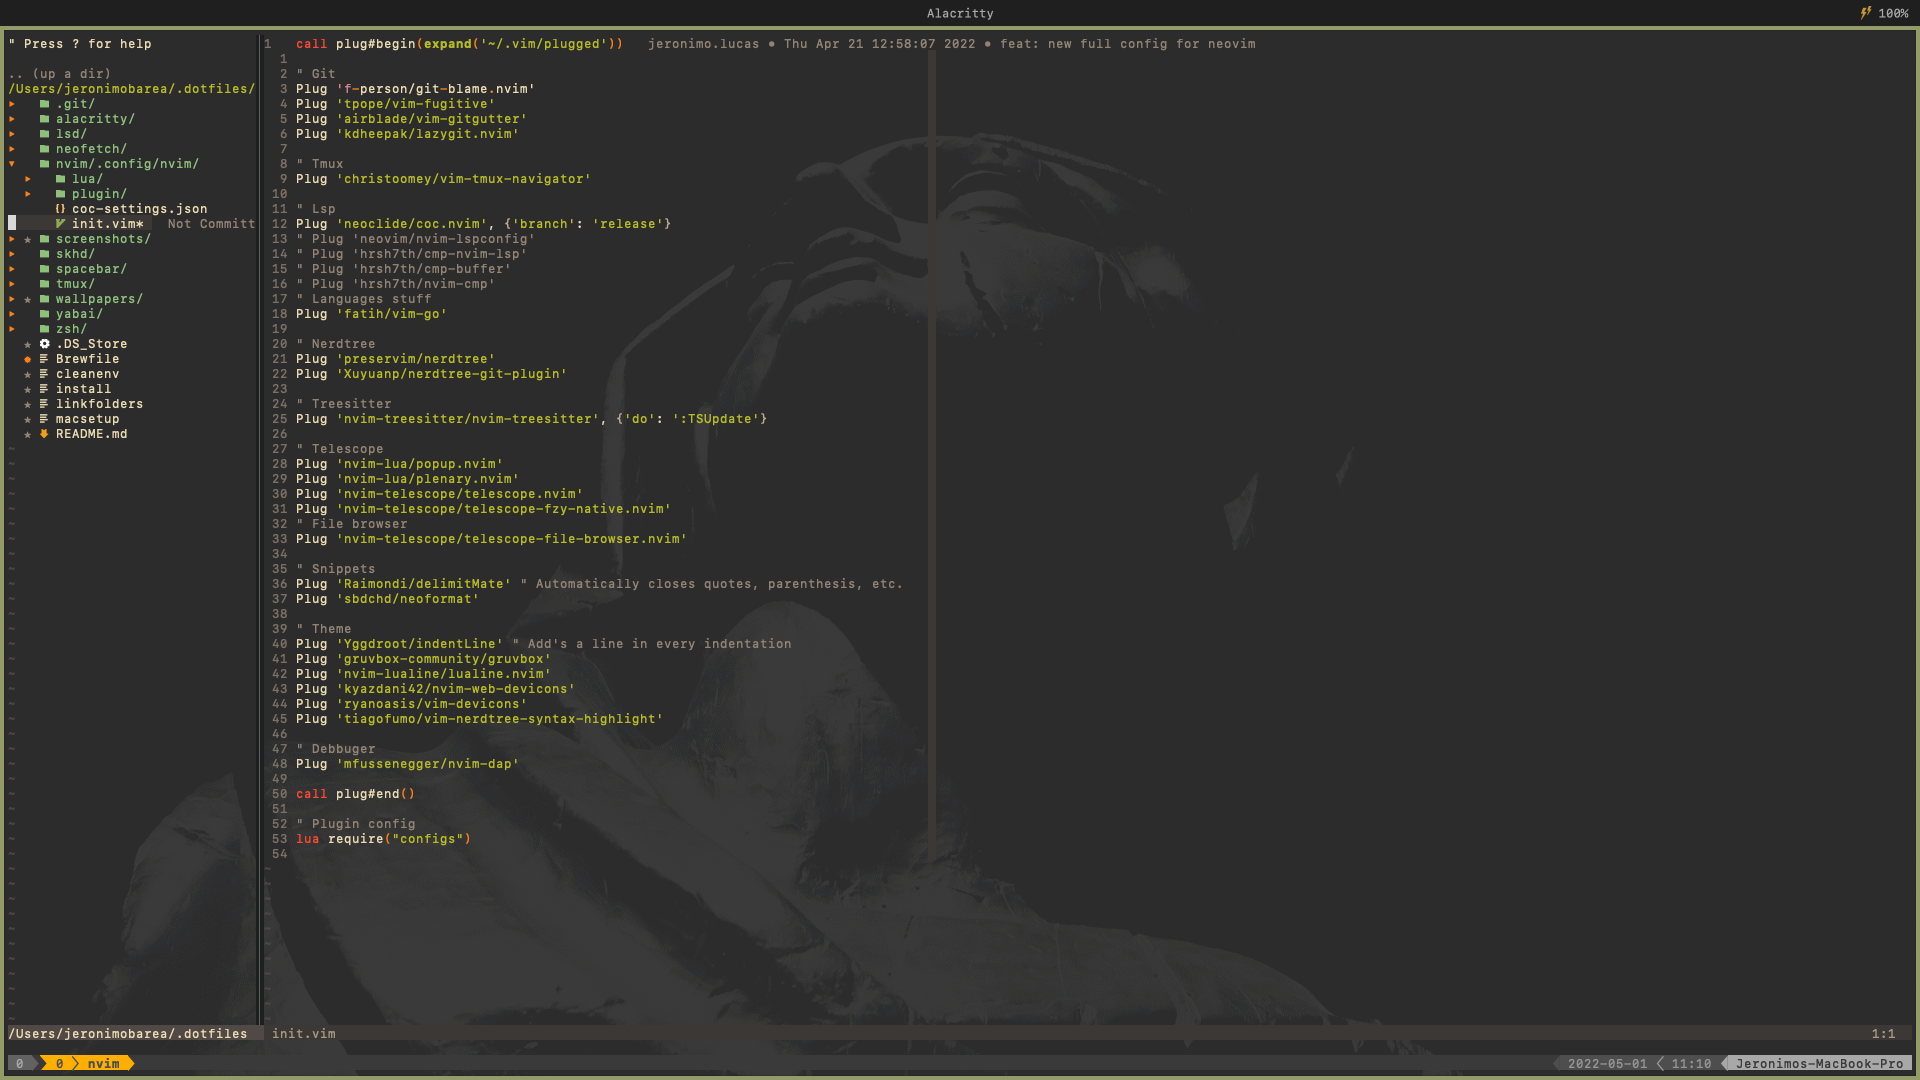 Alacritty
100%
" Press ? for help
.. (up a dir)
/Users/jeronimobarea/.dotfiles/
▸ .git/
▸ alacritty/
▸ lsd/
▸ neofetch/
▾ nvim/.config/nvim/
▸ lua/
▸ plugin/
{} coc-settings.json
init.vim* Not Committ
▸ ★ screenshots/
▸ skhd/
▸ spacebar/
▸ tmux/
▸ ★ wallpapers/
▸ yabai/
▸ zsh/
★ .DS_Store
Brewfile
★ cleanenv
★ install
★ linkfolders
★ macsetup
★ README.md
1 call plug#begin(expand('~/.vim/plugged')) jeronimo.lucas • Thu Apr 21 12:58:07 2022 • feat: new full config for neovim
1
2 " Git
3 Plug 'f-person/git-blame.nvim'
4 Plug 'tpope/vim-fugitive'
5 Plug 'airblade/vim-gitgutter'
6 Plug 'kdheepak/lazygit.nvim'
7
8 " Tmux
9 Plug 'christoomey/vim-tmux-navigator'
10
11 " Lsp
12 Plug 'neoclide/coc.nvim', {'branch': 'release'}
13 " Plug 'neovim/nvim-lspconfig'
14 " Plug 'hrsh7th/cmp-nvim-lsp'
15 " Plug 'hrsh7th/cmp-buffer'
16 " Plug 'hrsh7th/nvim-cmp'
17 " Languages stuff
18 Plug 'fatih/vim-go'
19
20 " Nerdtree
21 Plug 'preservim/nerdtree'
22 Plug 'Xuyuanp/nerdtree-git-plugin'
23
24 " Treesitter
25 Plug 'nvim-treesitter/nvim-treesitter', {'do': ':TSUpdate'}
26
27 " Telescope
28 Plug 'nvim-lua/popup.nvim'
29 Plug 'nvim-lua/plenary.nvim'
30 Plug 'nvim-telescope/telescope.nvim'
31 Plug 'nvim-telescope/telescope-fzy-native.nvim'
32 " File browser
33 Plug 'nvim-telescope/telescope-file-browser.nvim'
34
35 " Snippets
36 Plug 'Raimondi/delimitMate' " Automatically closes quotes, parenthesis, etc.
37 Plug 'sbdchd/neoformat'
38
39 " Theme
40 Plug 'Yggdroot/indentLine' " Add's a line in every indentation
41 Plug 'gruvbox-community/gruvbox'
42 Plug 'nvim-lualine/lualine.nvim'
43 Plug 'kyazdani42/nvim-web-devicons'
44 Plug 'ryanoasis/vim-devicons'
45 Plug 'tiagofumo/vim-nerdtree-syntax-highlight'
46
47 " Debbuger
48 Plug 'mfussenegger/nvim-dap'
49
50 call plug#end()
51
52 " Plugin config
53 lua require("configs")
54
/Users/jeronimobarea/.dotfiles init.vim 1:1
0 0 nvim 2022-05-01 11:10 Jeronimos-MacBook-Pro